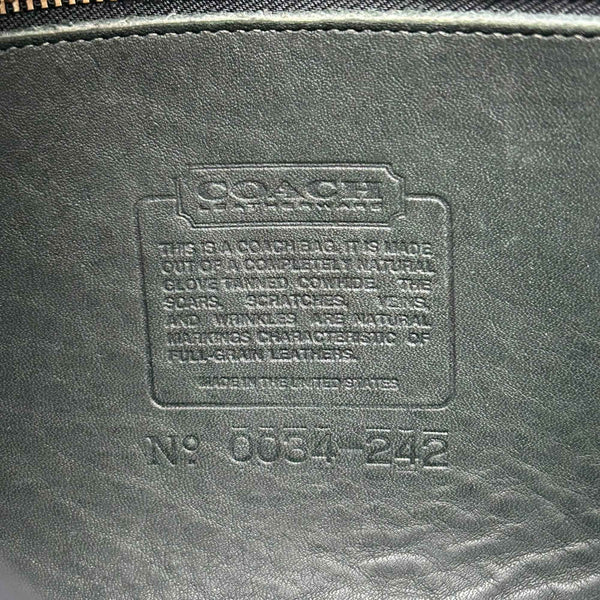 COACH
LEATHERWARE
THIS IS A COACH BAG. IT IS MADE
OUT OF A COMPLETELY NATURAL
GLOVE TANNED COWHIDE. THE
SCARS, SCRATCHES, VEINS,
AND WRINKLES ARE NATURAL
MARKINGS CHARACTERISTIC OF
FULL-GRAIN LEATHERS.
MADE IN THE UNITED STATES
Nº 0034-242